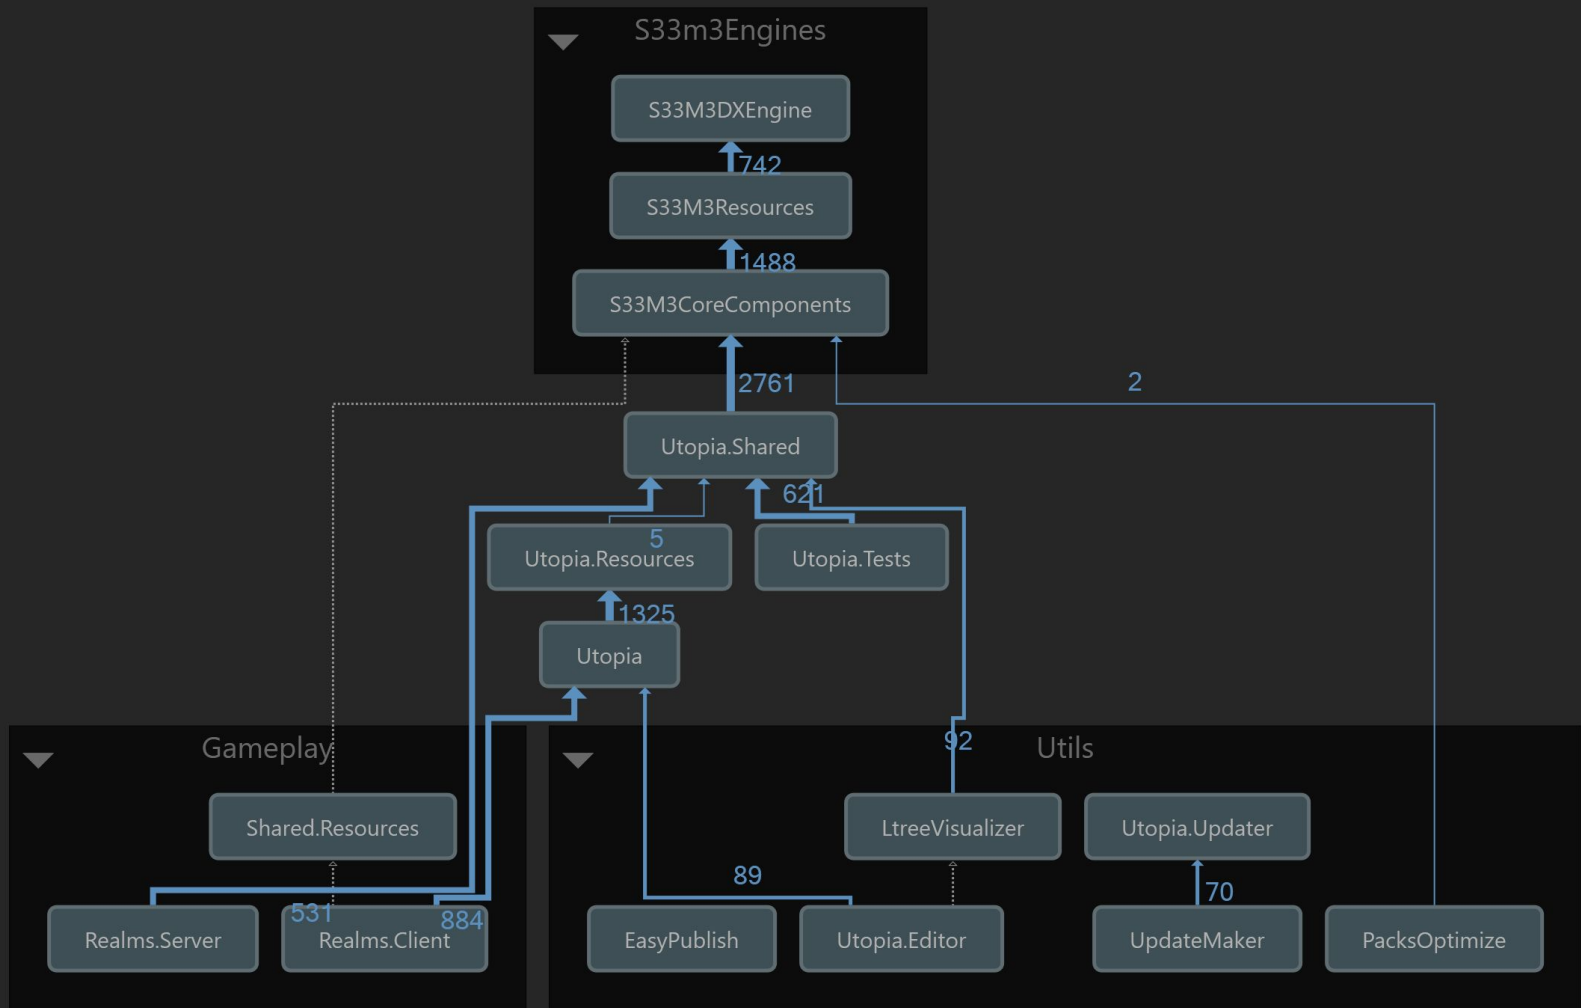 S33m3Engines
S33M3DXEngine
742
S33M3Resources
1488
S33M3CoreComponents
2761
2
Utopia.Shared
621
5
Utopia.Resources
Utopia.Tests
1325
Utopia
Gameplay
92
Utils
Shared.Resources
LtreeVisualizer
Utopia.Updater
89
70
531
884
Realms.Server
Realms.Client
EasyPublish
Utopia.Editor
UpdateMaker
PacksOptimize